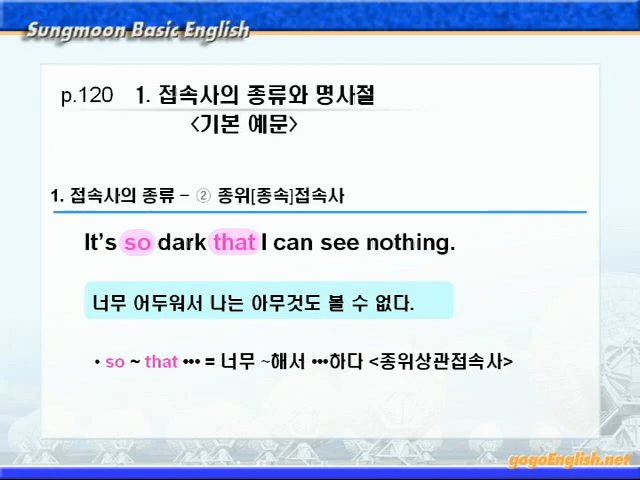 Sungmoon Basic English
p.120 1. 접속사의 종류와 명사절
<기본 예문>
1. 접속사의 종류 - ② 종위[종속]접속사
It's so dark that I can see nothing.
너무 어두워서 나는 아무것도 볼 수 없다.
• so ~ that ••• = 너무 ~해서 •••하다 <종위상관접속사>
gogoEnglish.net